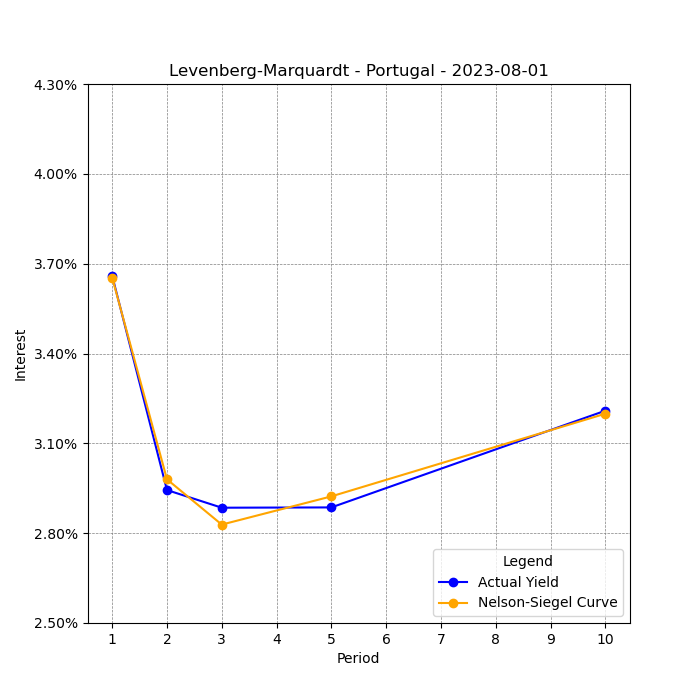 Levenberg-Marquardt - Portugal - 2023-08-01
4.30%
4.00%
3.70%
3.40%
3.10%
2.80%
2.50%
Interest
1 2 3 4 5 6 7 8 9 10
Period
Legend
Actual Yield
Nelson-Siegel Curve